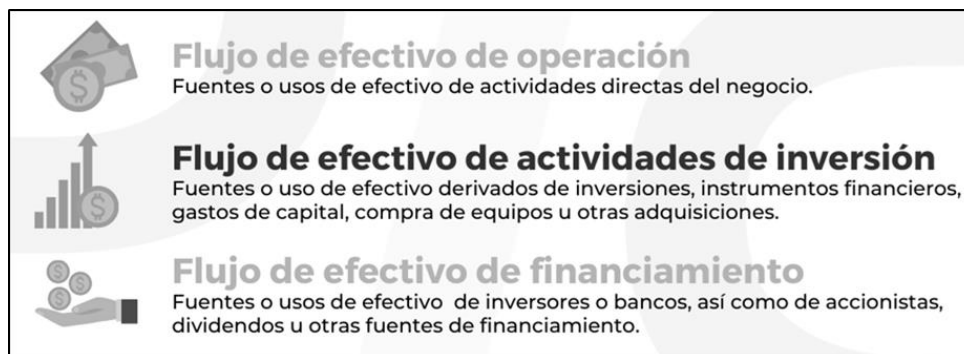 Flujo de efectivo de operación
Fuentes o usos de efectivo de actividades directas del negocio.
Flujo de efectivo de actividades de inversión
Fuentes o uso de efectivo derivados de inversiones, instrumentos financieros,
gastos de capital, compra de equipos u otras adquisiciones.
Flujo de efectivo de financiamiento
Fuentes o usos de efectivo de inversores o bancos, así como de accionistas,
dividendos u otras fuentes de financiamiento.